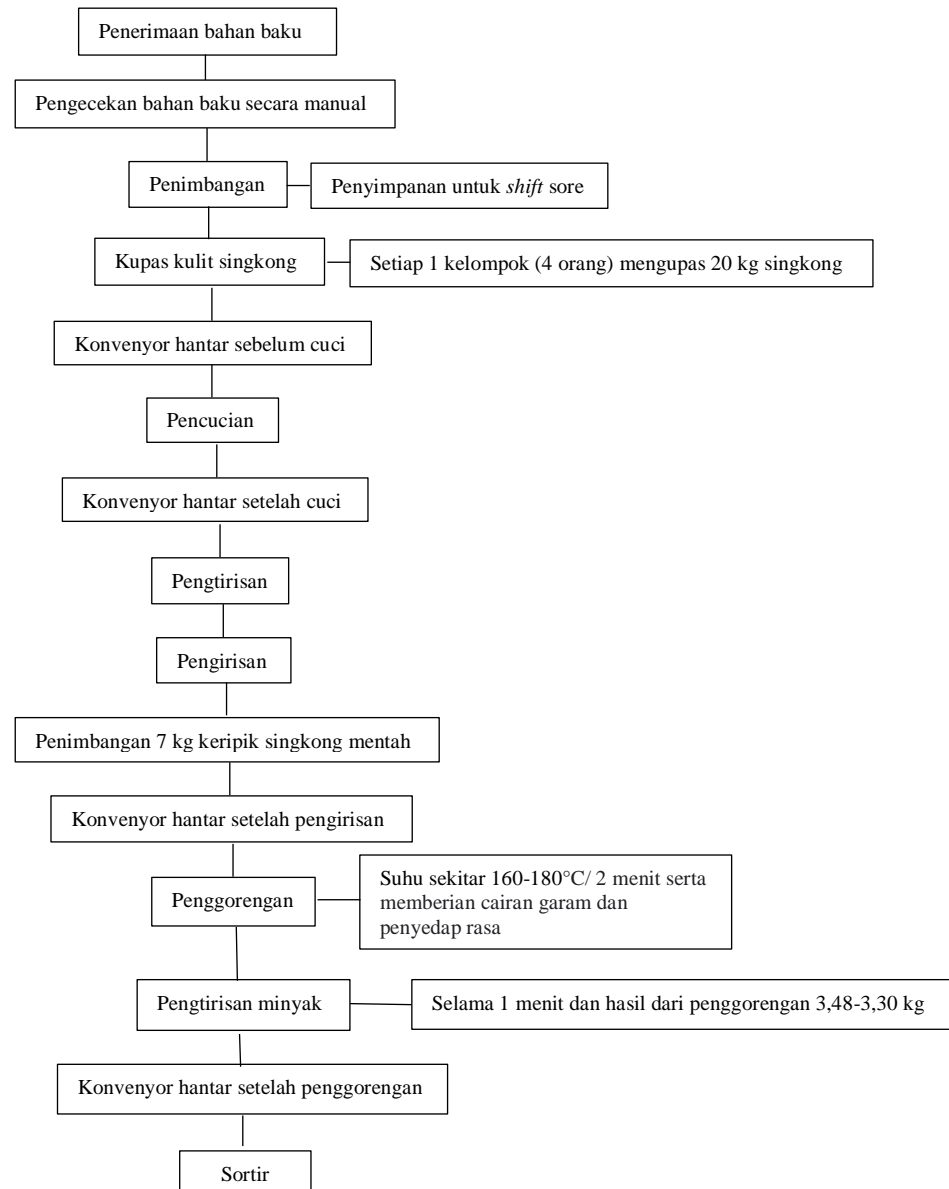 Penerimaan bahan baku
Pengecekan bahan baku secara manual
Penimbangan
Penyimpanan untuk shift sore
Kupas kulit singkong
Setiap 1 kelompok (4 orang) mengupas 20 kg singkong
Konvenyor hantar sebelum cuci
Pencucian
Konvenyor hantar setelah cuci
Pengtirisan
Pengirisan
Penimbangan 7 kg keripik singkong mentah
Konvenyor hantar setelah pengirisan
Penggorengan
Suhu sekitar 160-180°C/ 2 menit serta
memberian cairan garam dan
penyedap rasa
Pengtirisan minyak
Selama 1 menit dan hasil dari penggorengan 3,48-3,30 kg
Konvenyor hantar setelah penggorengan
Sortir